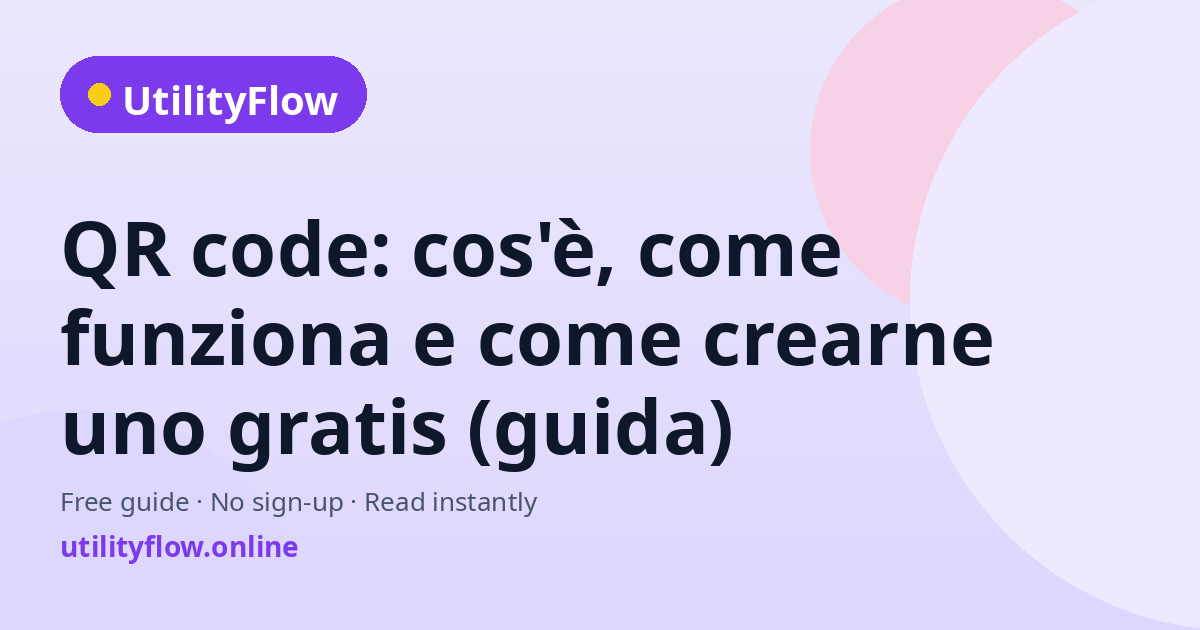 UtilityFlow
QR code: cos'è, come
funziona e come crearne
uno gratis (guida)
Free guide · No sign-up · Read instantly
utilityflow.online